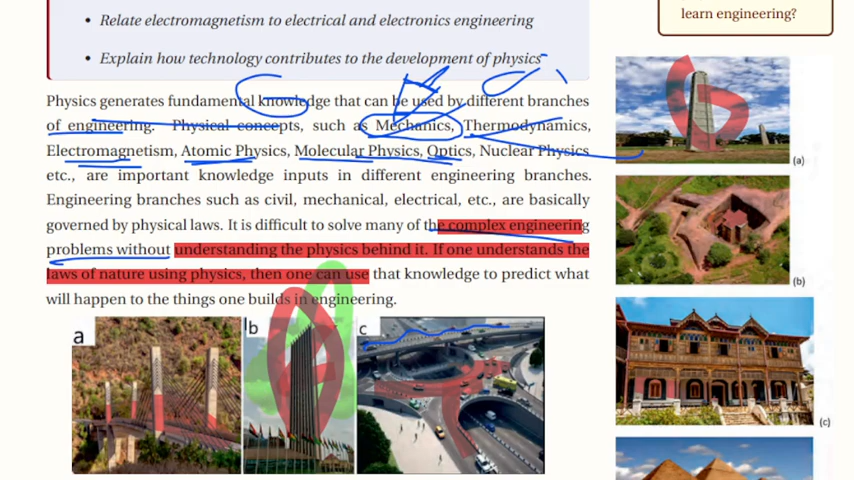 learn engineering?
• Relate electromagnetism to electrical and electronics engineering
• Explain how technology contributes to the development of physics
Physics generates fundamental knowledge that can be used by different branches
of engineering. Physical concepts, such as Mechanics, Thermodynamics,
Electromagnetism, Atomic Physics, Molecular Physics, Optics, Nuclear Physics
etc., are important knowledge inputs in different engineering branches.
Engineering branches such as civil, mechanical, electrical, etc., are basically
governed by physical laws. It is difficult to solve many of the complex engineering
problems without understanding the physics behind it. If one understands the
laws of nature using physics, then one can use that knowledge to predict what
will happen to the things one builds in engineering.
a
b
c
(a)
(b)
(c)